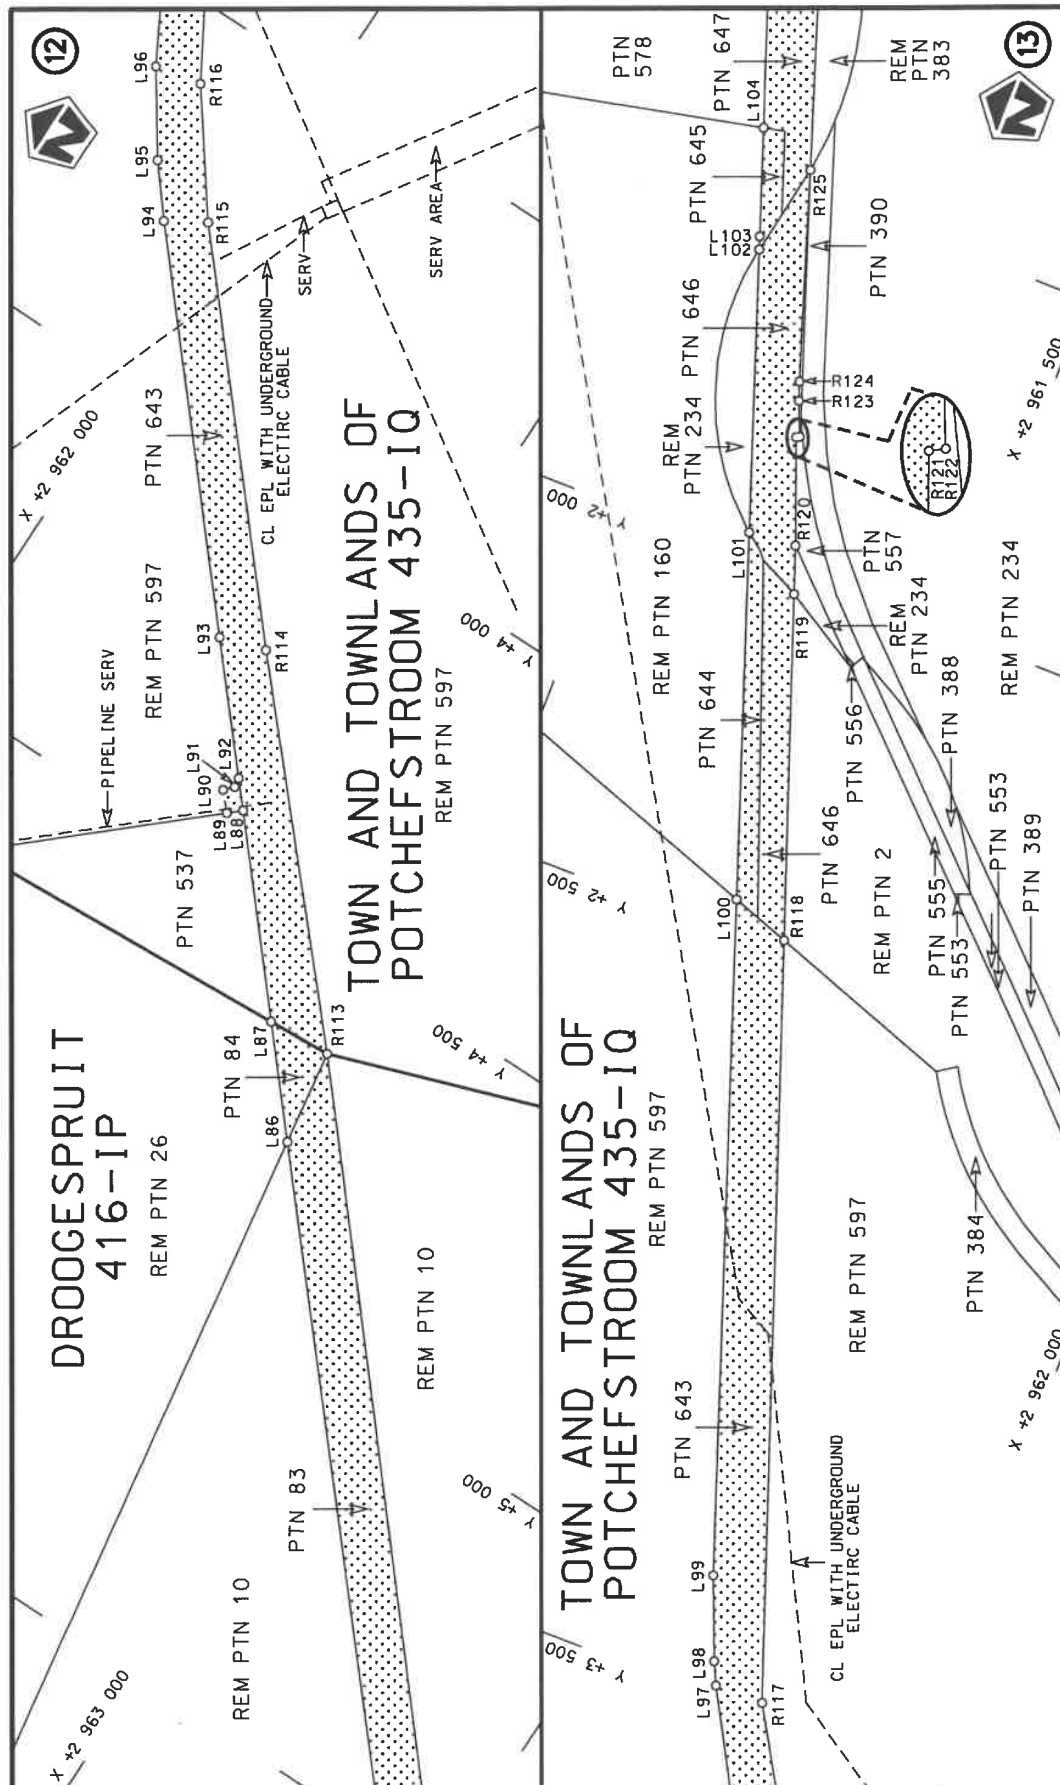 12
L96
R116
L95
L94
R115
SERV
SERV AREA
CL EPL WITH UNDERGROUND
ELECTIRC CABLE
X +2 962 000
PTN 643
REM PTN 597
L93
R114
PIPELINE SERV
L92
L91
L90
L89
L88
PTN 537
TOWN AND TOWNLANDS OF
POTCHEFSTROOM 435-IQ
REM PTN 597
Y +4 000
Y +4 500
L87
R113
PTN 84
L86
DROOGESPRUIT
416-IP
REM PTN 26
REM PTN 10
PTN 83
Y +5 000
REM PTN 10
X +2 963 000
13
PTN
578
PTN 647
REM
PTN
383
L104
PTN 645
R125
L103
L102
PTN 390
PTN 646
REM
PTN 234
R124
R123
R121
R122
X +2 961 500
Y +2 000
L101
R120
PTN
557
REM PTN 160
R119
REM
PTN 234
REM PTN 234
PTN 644
PTN 556
PTN 388
PTN 553
PTN 646
PTN 389
L100
R118
REM PTN 2
PTN 555
PTN 553
Y +2 500
TOWN AND TOWNLANDS OF
POTCHEFSTROOM 435-IQ
REM PTN 597
REM PTN 597
PTN 384
X +2 962 000
PTN 643
CL EPL WITH UNDERGROUND
ELECTIRC CABLE
L99
L98
L97
R117
Y +3 500